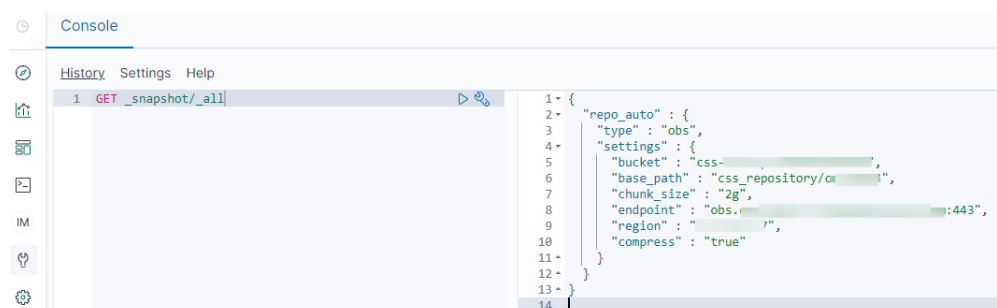 Console
History Settings Help
IM
1 GET _snapshot/_all
1 {
2 "repo_auto" : {
3 "type" : "obs",
4 "settings" : {
5 "bucket" : "css- ",
6 "base_path" : "css_repository/ ",
7 "chunk_size" : "2g",
8 "endpoint" : "obs. :443",
9 "region" : " ",
10 "compress" : "true"
11 }
12 }
13 }
14